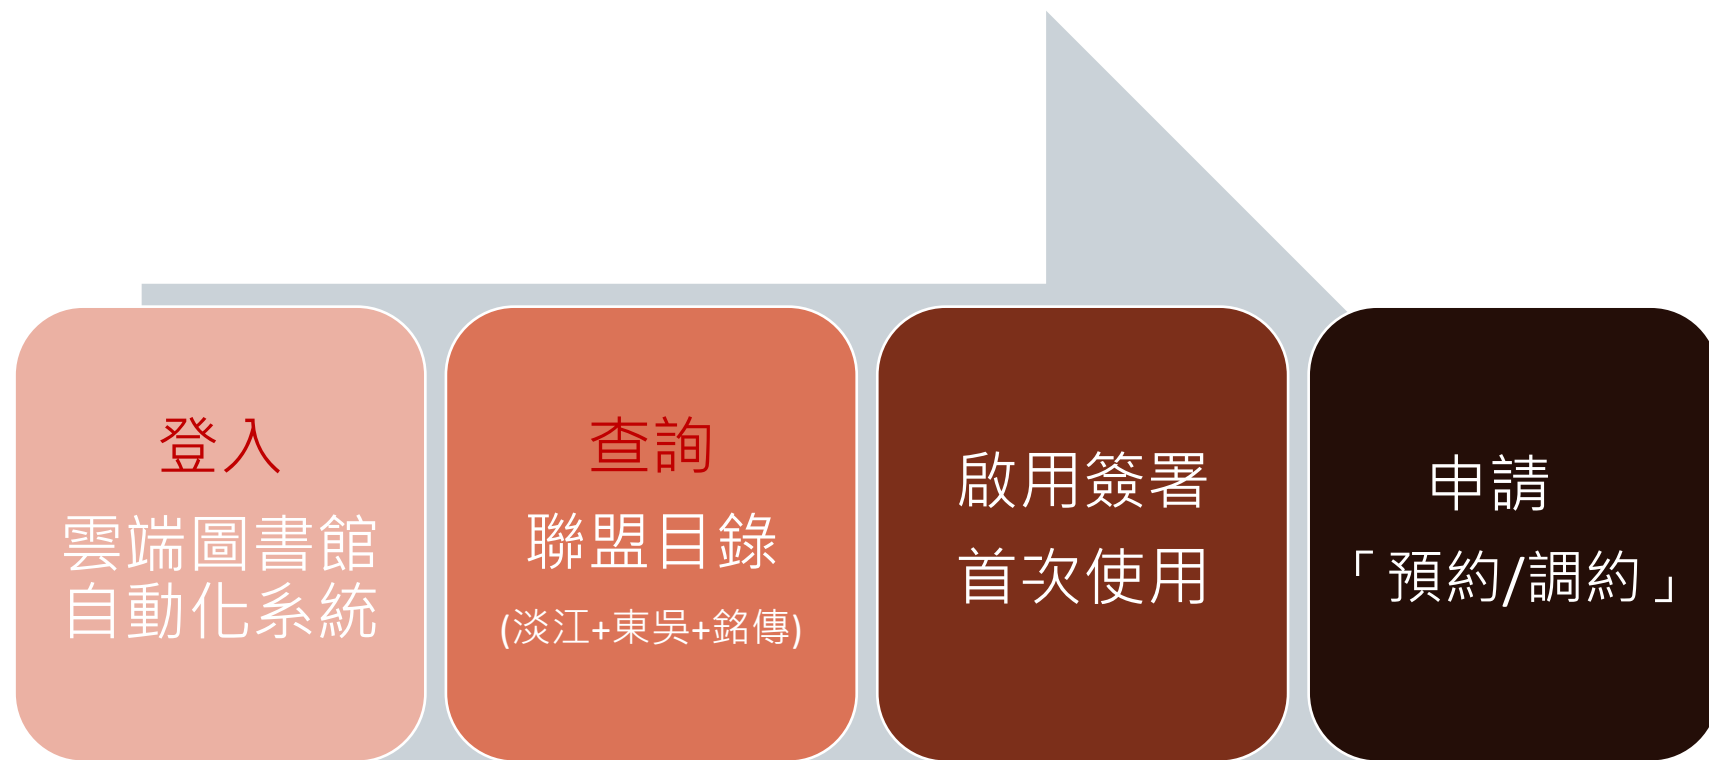 登入
雲端圖書館
自動化系統
查詢
聯盟目錄
(淡江+東吳+銘傳)
啟用簽署
首次使用
申請
「預約/調約」